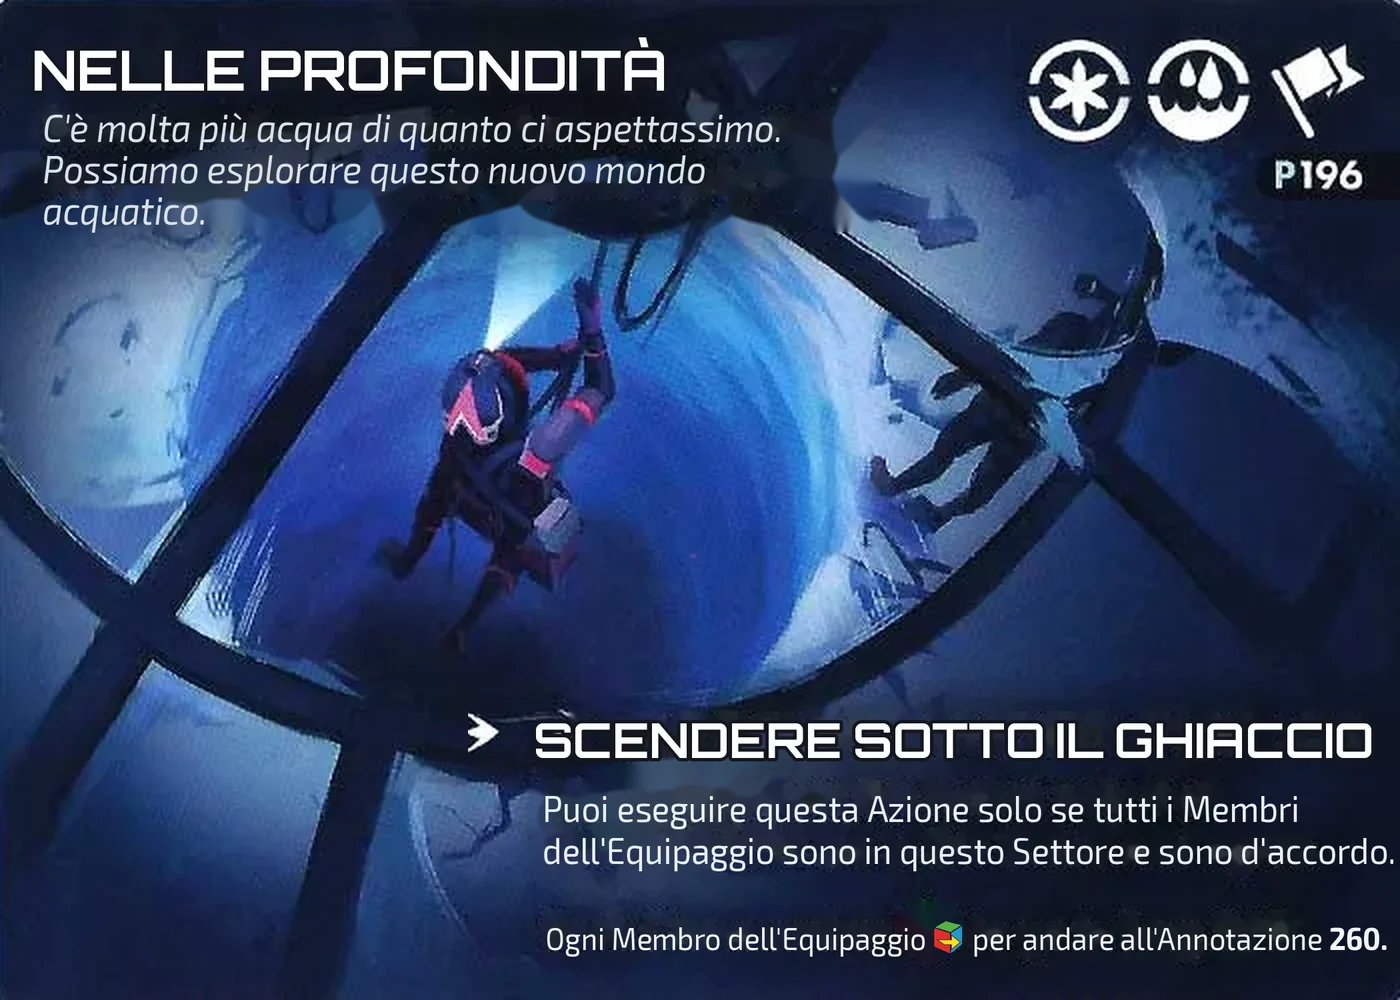 NELLE PROFONDITÀ
C'è molta più acqua di quanto ci aspettassimo.
Possiamo esplorare questo nuovo mondo
acquatico.
P196
SCENDERE SOTTO IL GHIACCIO
Puoi eseguire questa Azione solo se tutti i Membri
dell'Equipaggio sono in questo Settore e sono d'accordo.
Ogni Membro dell'Equipaggio per andare all'Annotazione 260.